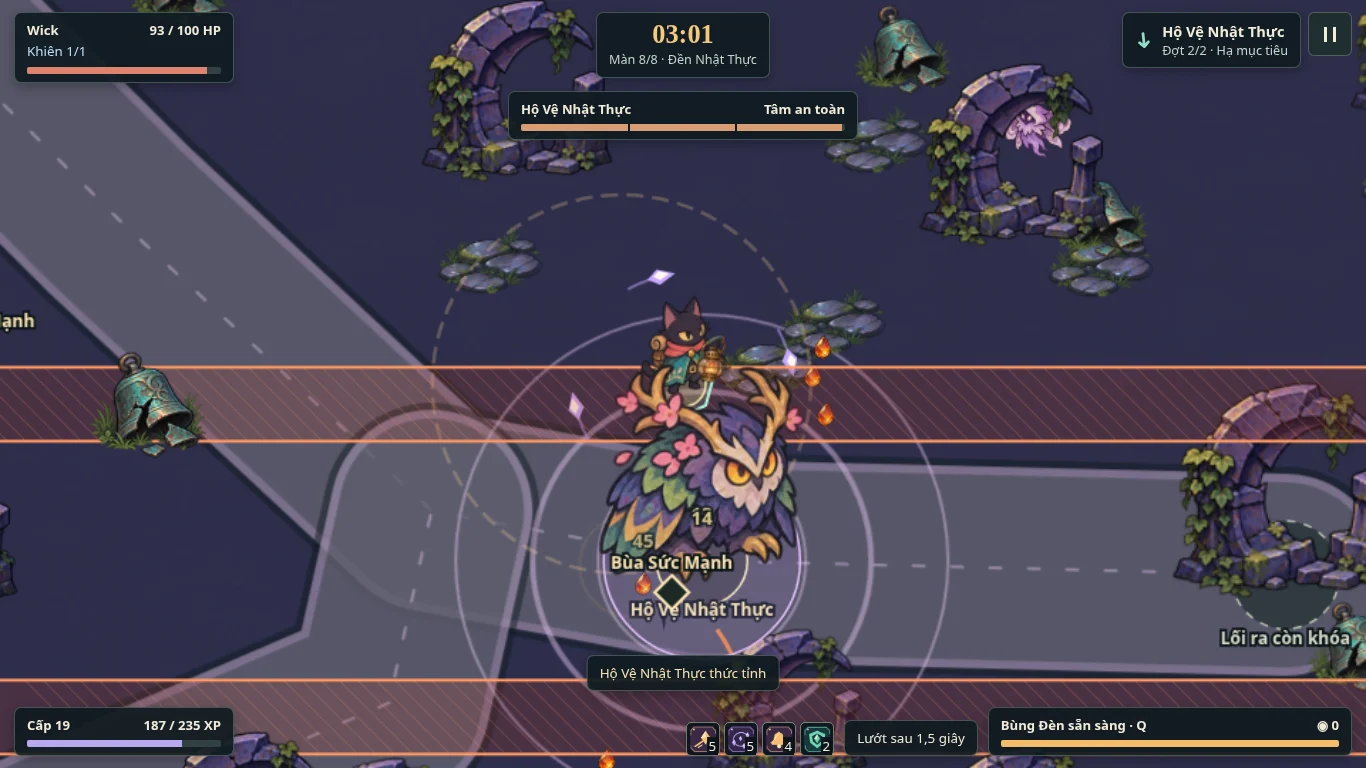 Wick 93 / 100 HP
Khiên 1/1
03:01
Màn 8/8 · Đền Nhật Thực
Hộ Vệ Nhật Thực
Đợt 2/2 · Hạ mục tiêu
Hộ Vệ Nhật Thực Tâm an toàn
ạnh
14
45
Bùa Sức Mạnh
Hộ Vệ Nhật Thực
Lối ra còn khóa
Hộ Vệ Nhật Thực thức tỉnh
Cấp 19 187 / 235 XP
5 5 4 2
Lướt sau 1,5 giây
Bùng Đèn sẵn sàng · Q ◉ 0